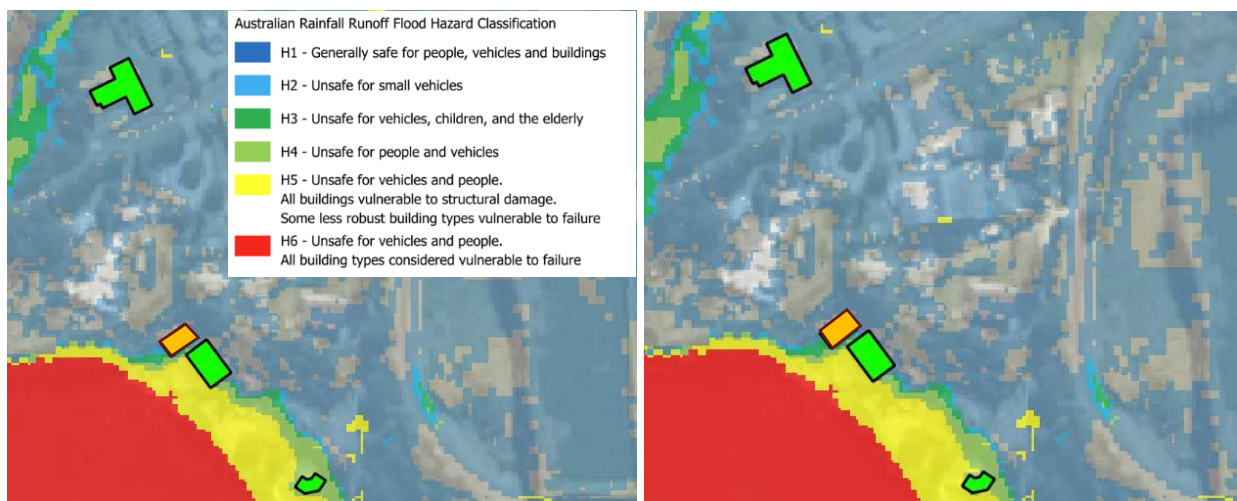 Australian Rainfall Runoff Flood Hazard Classification
H1 - Generally safe for people, vehicles and buildings
H2 - Unsafe for small vehicles
H3 - Unsafe for vehicles, children, and the elderly
H4 - Unsafe for people and vehicles
H5 - Unsafe for vehicles and people.
All buildings vulnerable to structural damage.
Some less robust building types vulnerable to failure
H6 - Unsafe for vehicles and people.
All building types considered vulnerable to failure